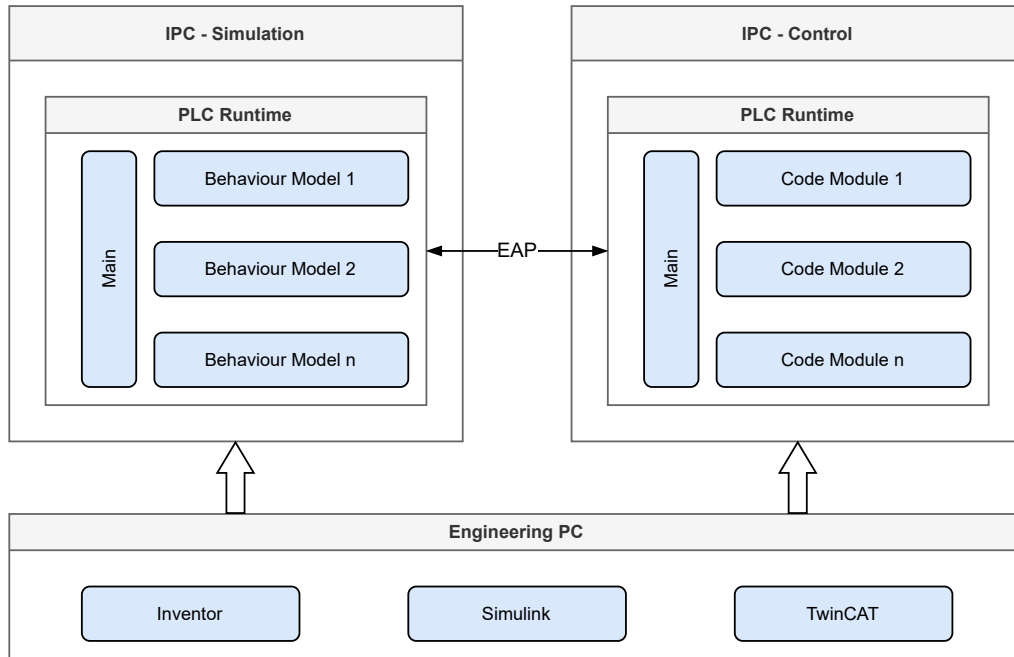 IPC - Simulation
IPC - Control
PLC Runtime
PLC Runtime
Main
Behaviour Model 1
Behaviour Model 2
Behaviour Model n
EAP
Main
Code Module 1
Code Module 2
Code Module n
Engineering PC
Inventor
Simulink
TwinCAT